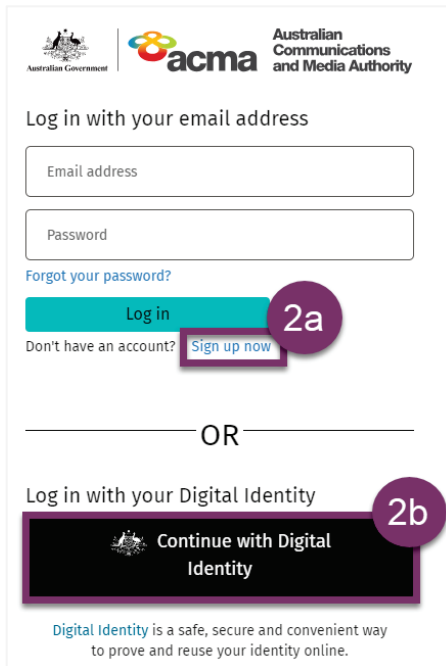 Australian Government
acma
Australian
Communications
and Media Authority
Log in with your email address
Email address
Password
Forgot your password?
Log in
2a
Don't have an account? Sign up now
OR
Log in with your Digital Identity
2b
Continue with Digital
Identity
Digital Identity is a safe, secure and convenient way
to prove and reuse your identity online.